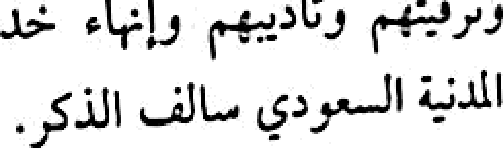 وترقيتهم وتأديبهم وإنهاء خد
المدنية السعودي سالف الذكر.